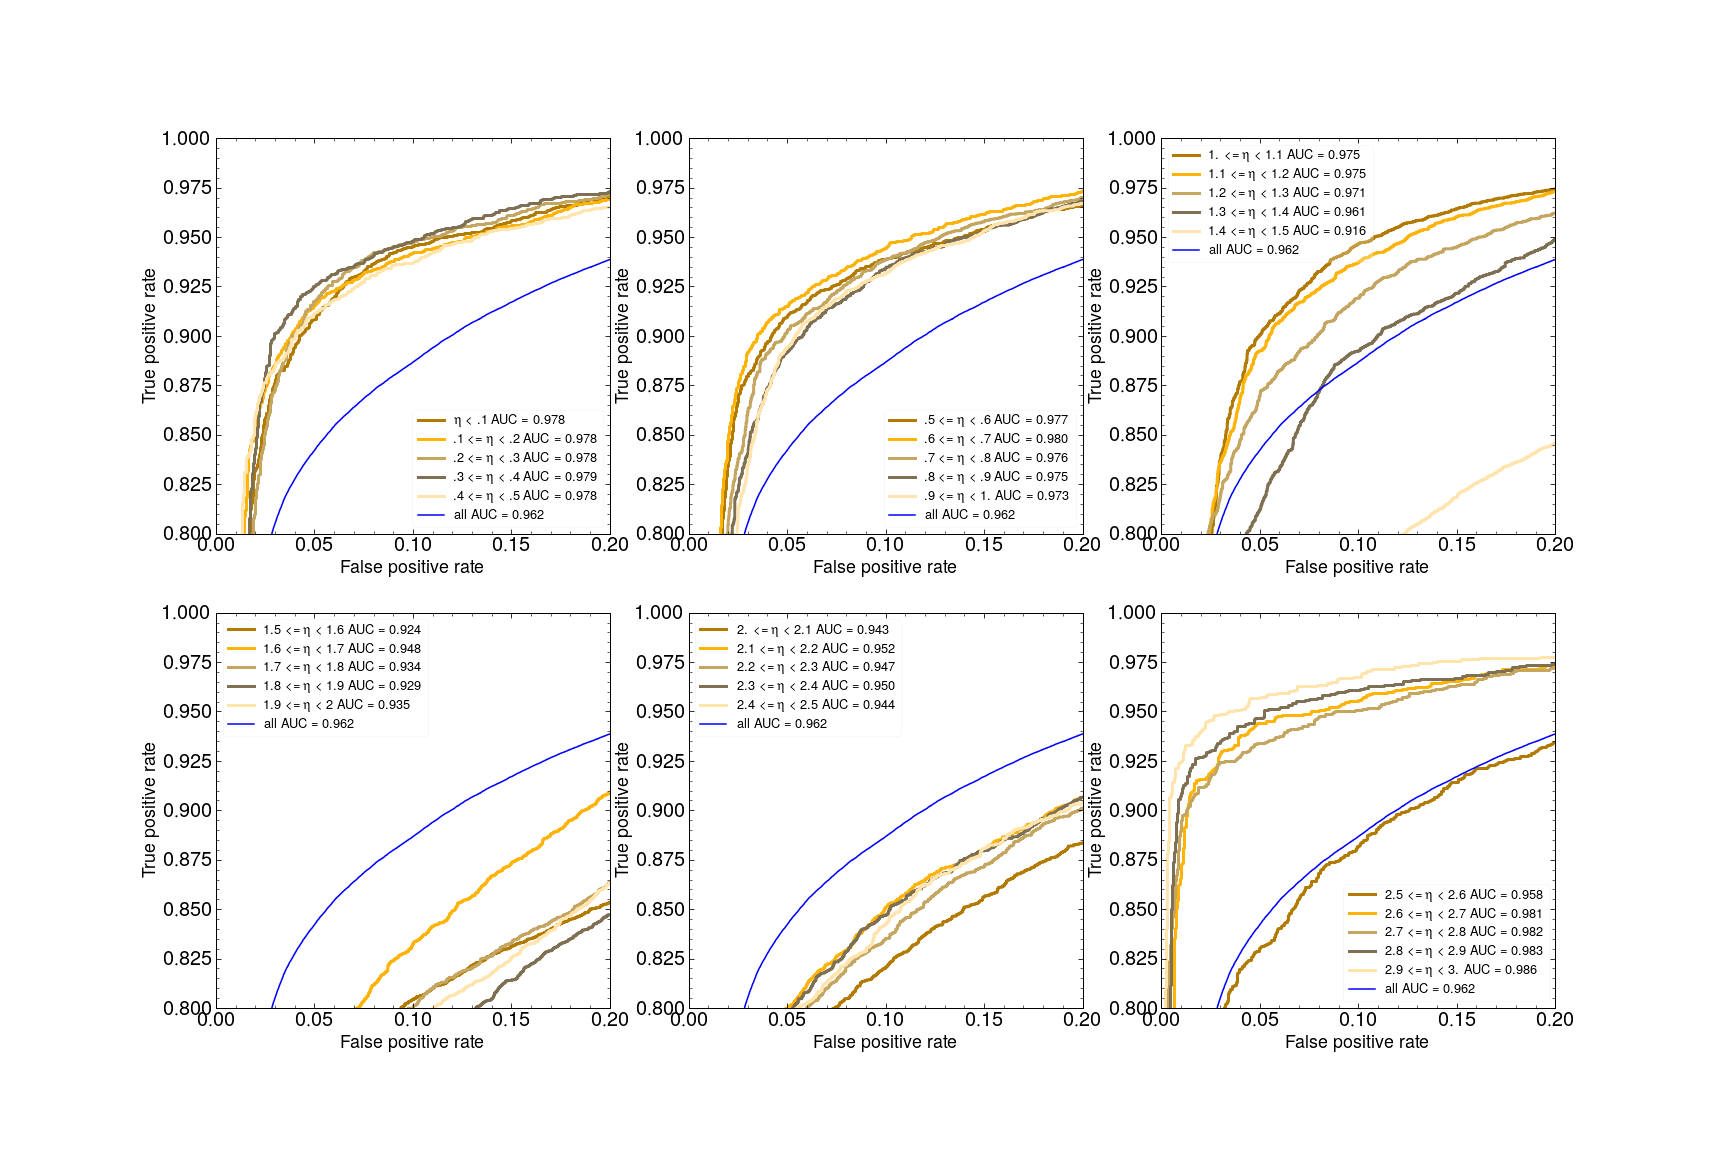 1.000
0.975
0.950
0.925
0.900
0.875
0.850
0.825
0.800
True positive rate
0.00 0.05 0.10 0.15 0.20
False positive rate
η < .1 AUC = 0.978
.1 <= η < .2 AUC = 0.978
.2 <= η < .3 AUC = 0.978
.3 <= η < .4 AUC = 0.979
.4 <= η < .5 AUC = 0.978
all AUC = 0.962
1.000
0.975
0.950
0.925
0.900
0.875
0.850
0.825
0.800
True positive rate
0.00 0.05 0.10 0.15 0.20
False positive rate
.5 <= η < .6 AUC = 0.977
.6 <= η < .7 AUC = 0.980
.7 <= η < .8 AUC = 0.976
.8 <= η < .9 AUC = 0.975
.9 <= η < 1. AUC = 0.973
all AUC = 0.962
1.000
0.975
0.950
0.925
0.900
0.875
0.850
0.825
0.800
True positive rate
0.00 0.05 0.10 0.15 0.20
False positive rate
1. <= η < 1.1 AUC = 0.975
1.1 <= η < 1.2 AUC = 0.975
1.2 <= η < 1.3 AUC = 0.971
1.3 <= η < 1.4 AUC = 0.961
1.4 <= η < 1.5 AUC = 0.916
all AUC = 0.962
1.000
0.975
0.950
0.925
0.900
0.875
0.850
0.825
0.800
True positive rate
0.00 0.05 0.10 0.15 0.20
False positive rate
1.5 <= η < 1.6 AUC = 0.924
1.6 <= η < 1.7 AUC = 0.948
1.7 <= η < 1.8 AUC = 0.934
1.8 <= η < 1.9 AUC = 0.929
1.9 <= η < 2 AUC = 0.935
all AUC = 0.962
1.000
0.975
0.950
0.925
0.900
0.875
0.850
0.825
0.800
True positive rate
0.00 0.05 0.10 0.15 0.20
False positive rate
2. <= η < 2.1 AUC = 0.943
2.1 <= η < 2.2 AUC = 0.952
2.2 <= η < 2.3 AUC = 0.947
2.3 <= η < 2.4 AUC = 0.950
2.4 <= η < 2.5 AUC = 0.944
all AUC = 0.962
1.000
0.975
0.950
0.925
0.900
0.875
0.850
0.825
0.800
True positive rate
0.00 0.05 0.10 0.15 0.20
False positive rate
2.5 <= η < 2.6 AUC = 0.958
2.6 <= η < 2.7 AUC = 0.981
2.7 <= η < 2.8 AUC = 0.982
2.8 <= η < 2.9 AUC = 0.983
2.9 <= η < 3. AUC = 0.986
all AUC = 0.962